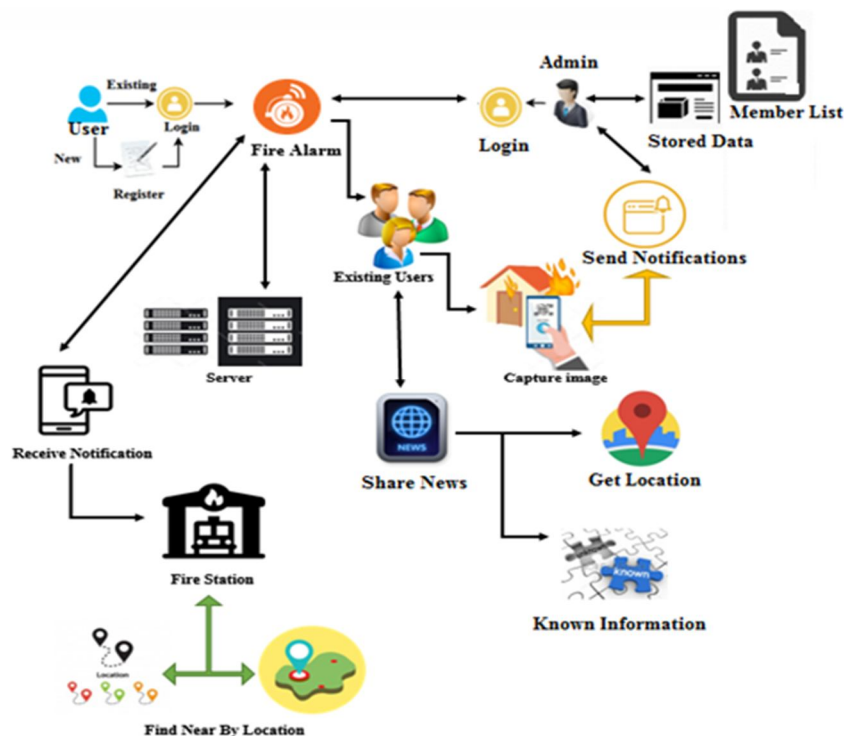 Existing
User
Login
New
Register
Fire Alarm
Admin
Login
Stored Data
Member List
Send Notifications
Existing Users
Capture image
Server
Receive Notification
NEWS
Share News
Get Location
Fire Station
known
Known Information
Location
Find Near By Location